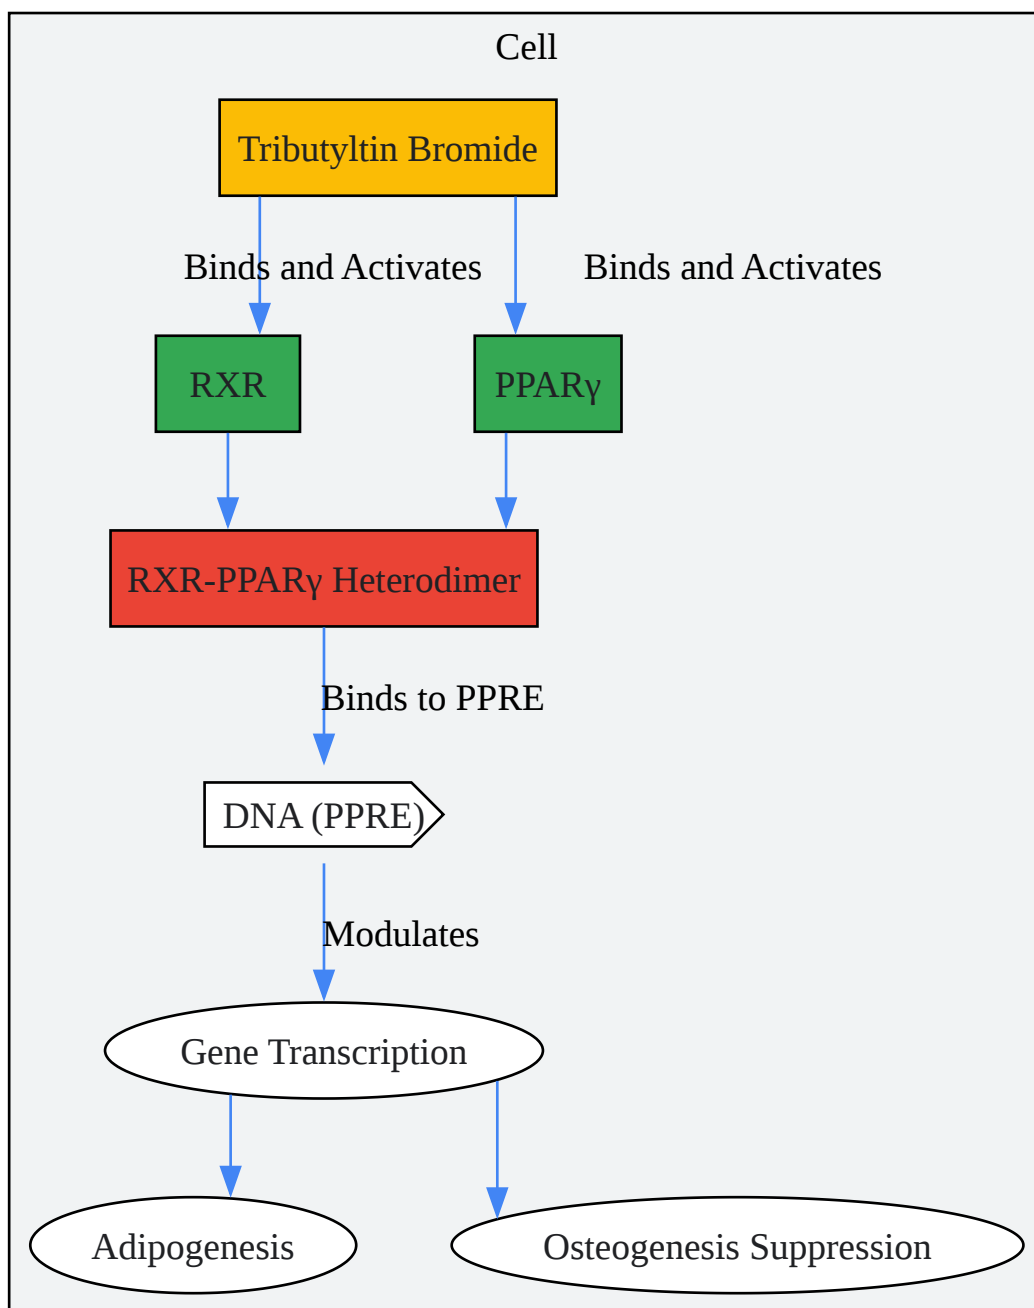 Cell
Tributyltin Bromide
Binds and Activates
Binds and Activates
RXR
PPARγ
RXR-PPARγ Heterodimer
Binds to PPRE
DNA (PPRE)
Modulates
Gene Transcription
Adipogenesis
Osteogenesis Suppression